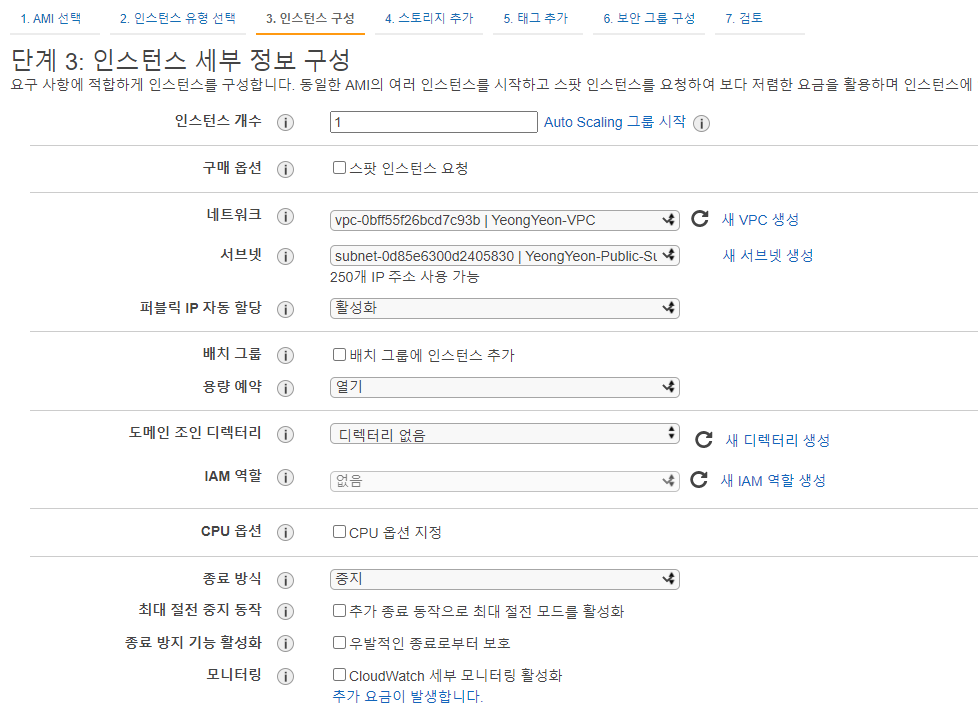 1. AMI 선택 2. 인스턴스 유형 선택 3. 인스턴스 구성 4. 스토리지 추가 5. 태그 추가 6. 보안 그룹 구성 7. 검토
단계 3: 인스턴스 세부 정보 구성
요구 사항에 적합하게 인스턴스를 구성합니다. 동일한 AMI의 여러 인스턴스를 시작하고 스팟 인스턴스를 요청하여 보다 저렴한 요금을 활용하며 인스턴스에
인스턴스 개수 i 1 Auto Scaling 그룹 시작 i
구매 옵션 i 스팟 인스턴스 요청
네트워크 i vpc-0bff55f26bcd7c93b | YeongYeon-VPC 새 VPC 생성
서브넷 i subnet-0d85e6300d2405830 | YeongYeon-Public-Su 새 서브넷 생성
250개 IP 주소 사용 가능
퍼블릭 IP 자동 할당 i 활성화
배치 그룹 i 배치 그룹에 인스턴스 추가
용량 예약 i 열기
도메인 조인 디렉터리 i 디렉터리 없음 새 디렉터리 생성
IAM 역할 i 없음 새 IAM 역할 생성
CPU 옵션 i CPU 옵션 지정
종료 방식 i 중지
최대 절전 중지 동작 i 추가 종료 동작으로 최대 절전 모드를 활성화
종료 방지 기능 활성화 i 우발적인 종료로부터 보호
모니터링 i CloudWatch 세부 모니터링 활성화
추가 요금이 발생합니다.